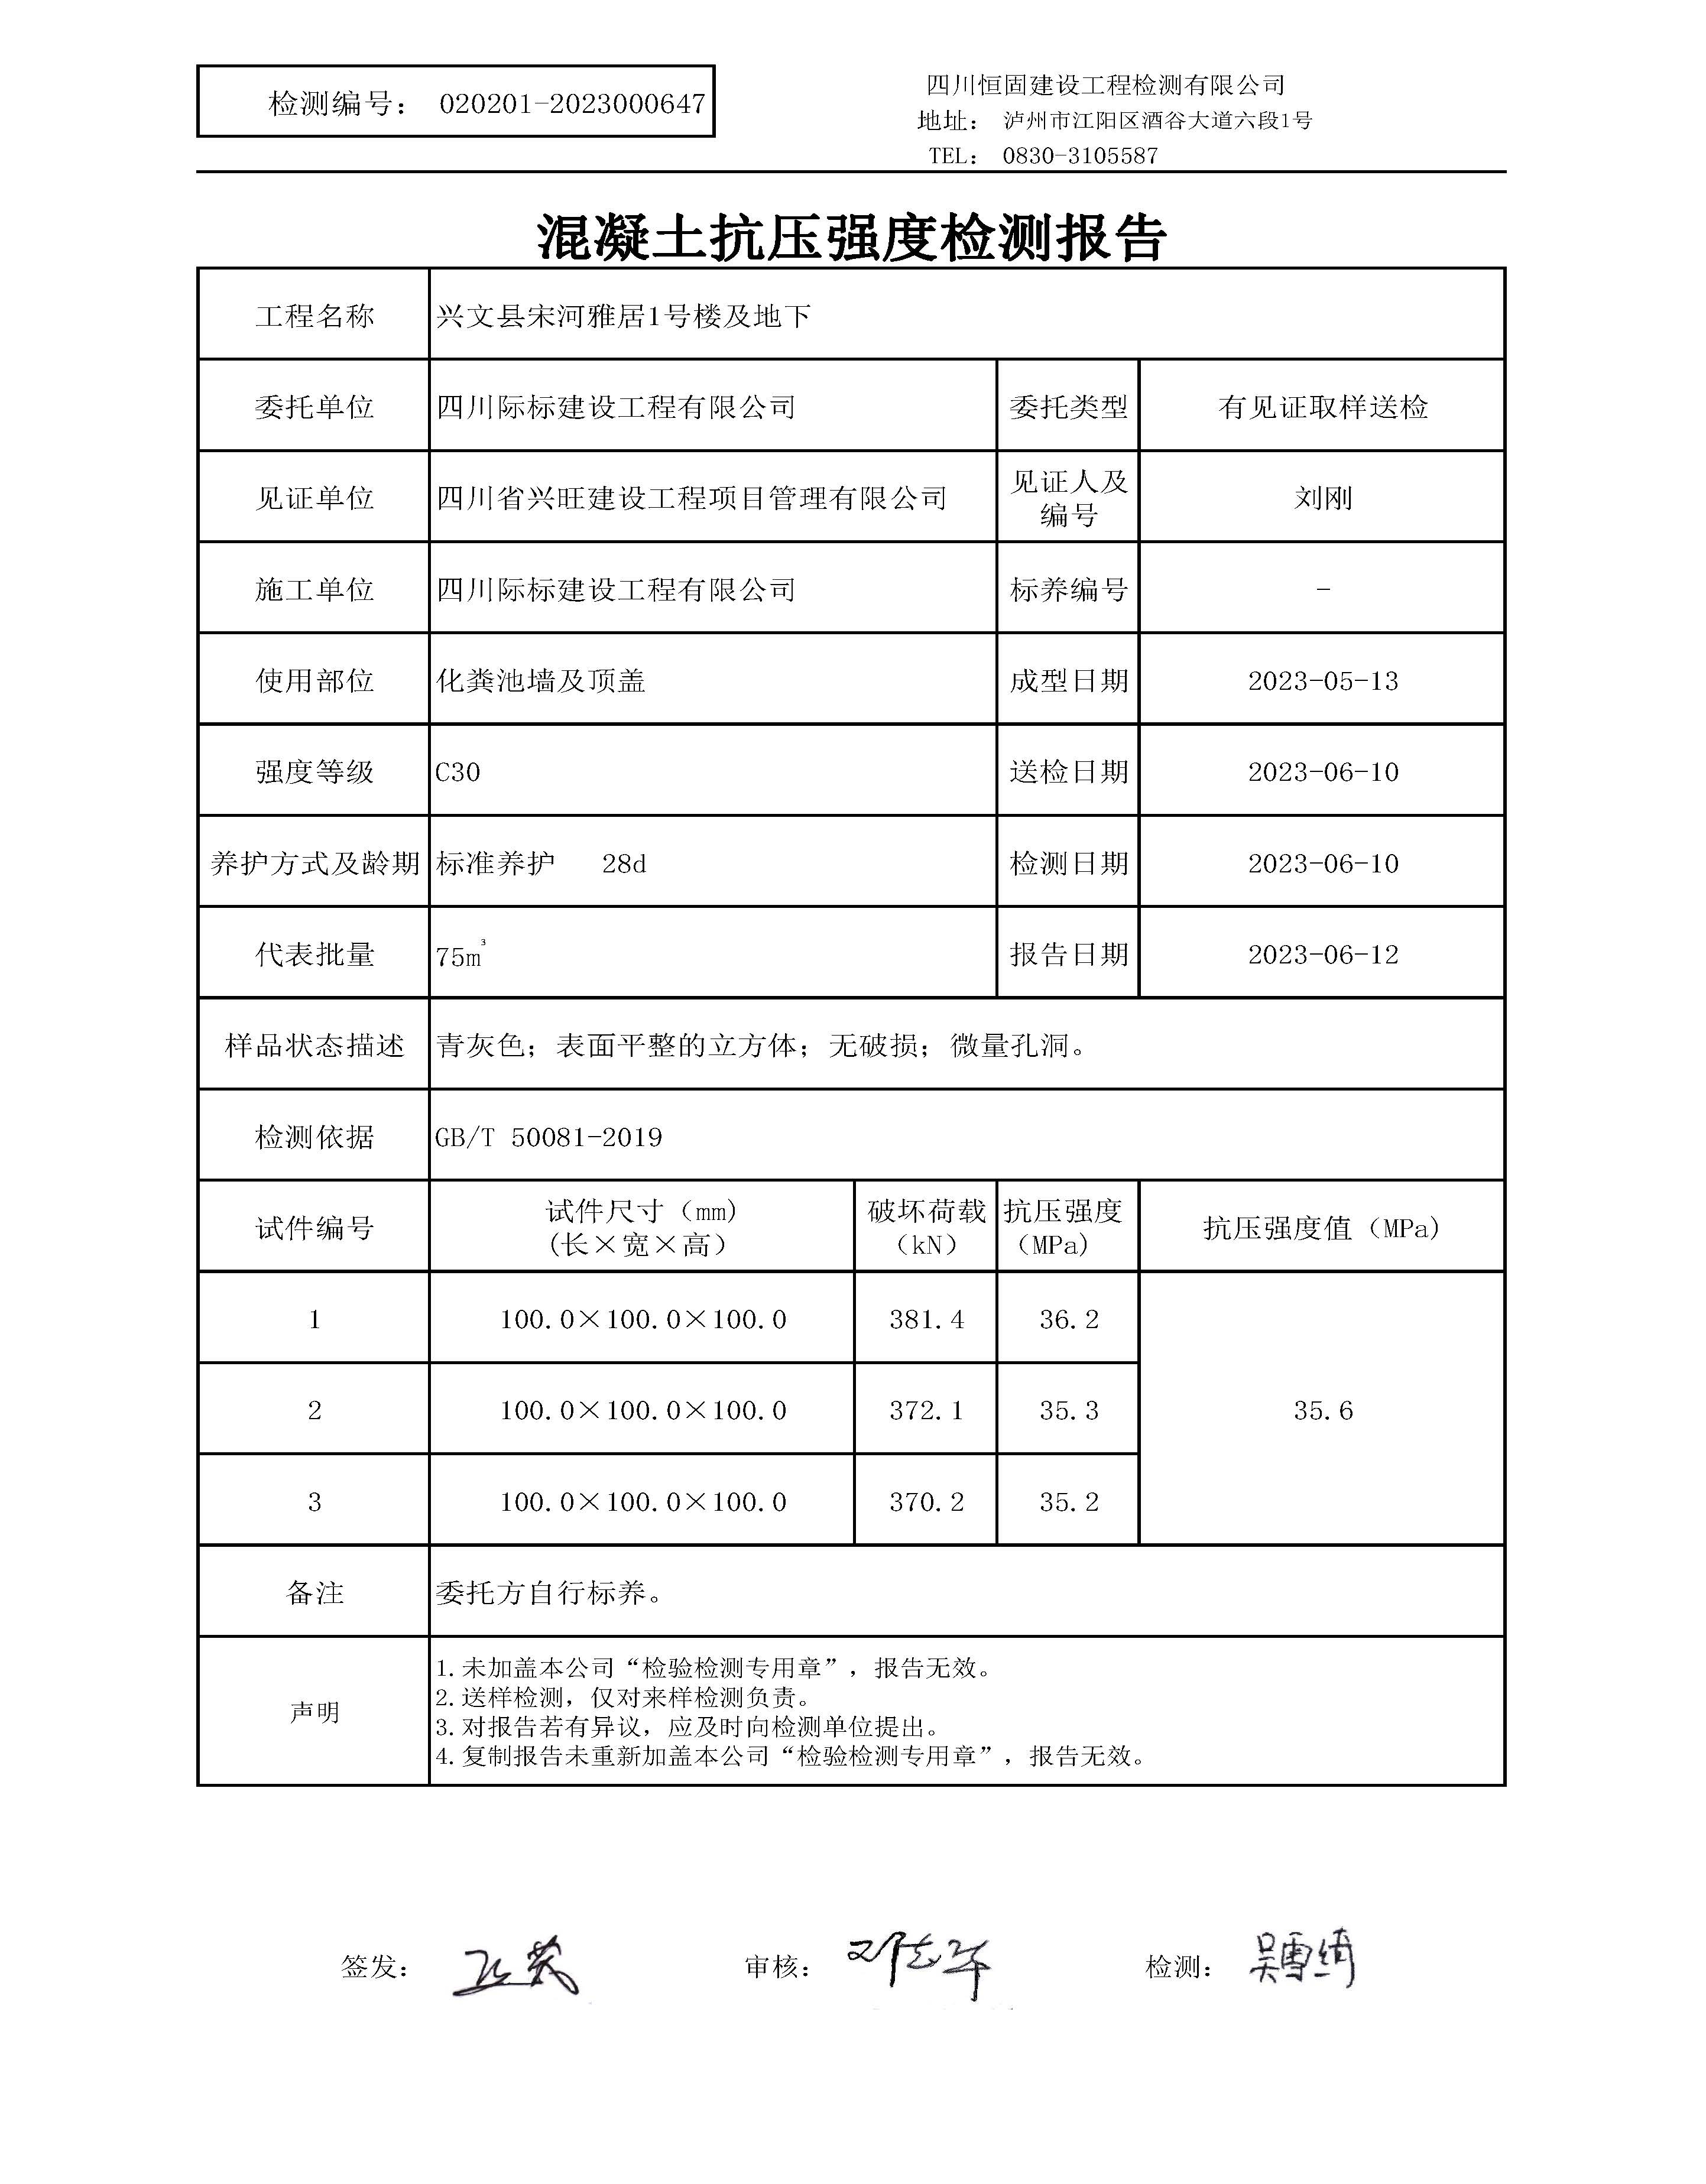 检测编号： 020201-2023000647
四川恒固建设工程检测有限公司
地址： 泸州市江阳区酒谷大道六段1号
TEL： 0830-3105587
混凝土抗压强度检测报告
工程名称 兴文县宋河雅居1号楼及地下
委托单位 四川际标建设工程有限公司 委托类型 有见证取样送检
见证单位 四川省兴旺建设工程项目管理有限公司 见证人及编号 刘刚
施工单位 四川际标建设工程有限公司 标养编号 -
使用部位 化粪池墙及顶盖 成型日期 2023-05-13
强度等级 C30 送检日期 2023-06-10
养护方式及龄期 标准养护 28d 检测日期 2023-06-10
代表批量 75m³ 报告日期 2023-06-12
样品状态描述 青灰色；表面平整的立方体；无破损；微量孔洞。
检测依据 GB/T 50081-2019
试件编号 试件尺寸（mm） (长×宽×高） 破坏荷载（kN） 抗压强度（MPa） 抗压强度值（MPa）
1 100.0×100.0×100.0 381.4 36.2
2 100.0×100.0×100.0 372.1 35.3 35.6
3 100.0×100.0×100.0 370.2 35.2
备注 委托方自行标养。
声明
1.未加盖本公司“检验检测专用章”，报告无效。
2.送样检测，仅对来样检测负责。
3.对报告若有异议，应及时向检测单位提出。
4.复制报告未重新加盖本公司“检验检测专用章”，报告无效。
签发： 审核： 检测： 吴雪绮